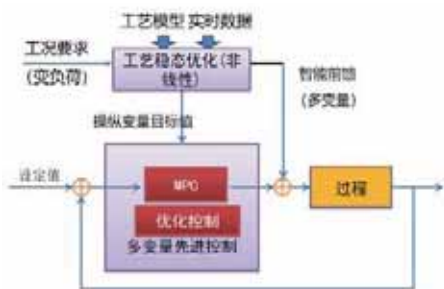 工艺模型 实时数据
工况要求
(变负荷)
工艺稳态优化(非
线性)
智能前馈
(多变量)
操纵变量目标值
设定值
MPC
过程
优化控制
多变量先进控制